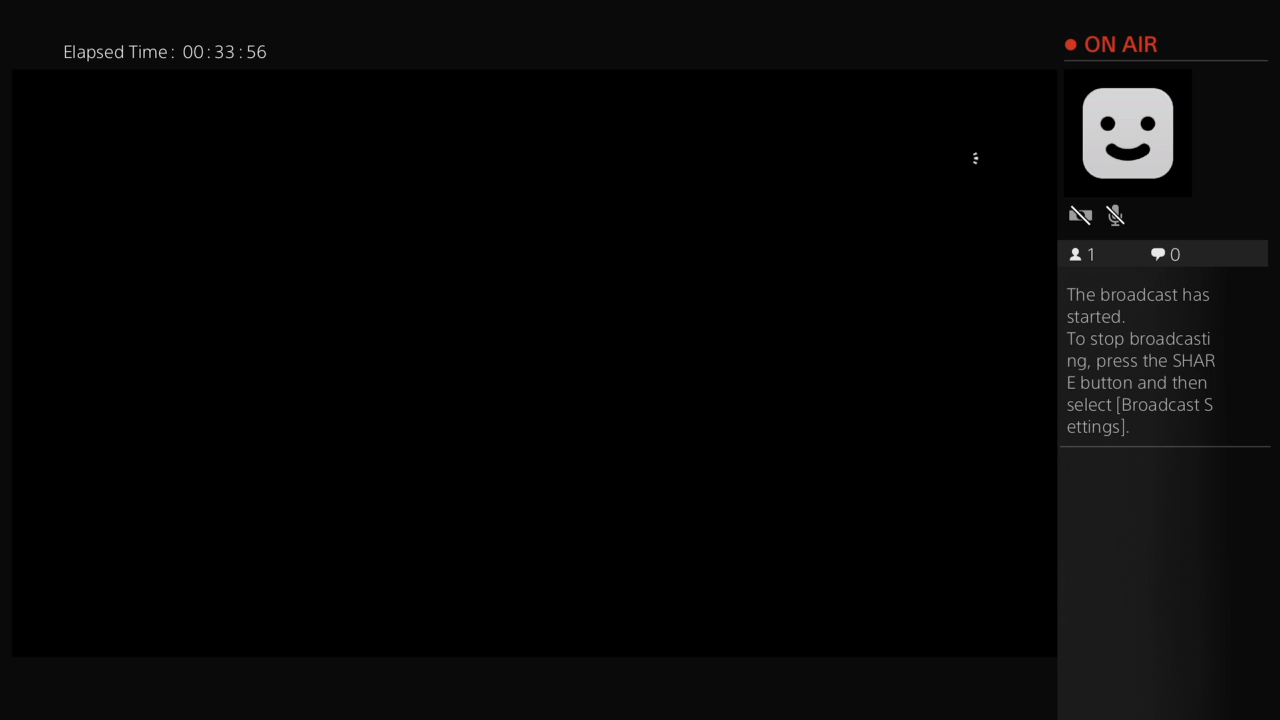 Elapsed Time: 00:33:56
ON AIR
1 0
The broadcast has
started.
To stop broadcasti
ng, press the SHAR
E button and then
select [Broadcast S
ettings].